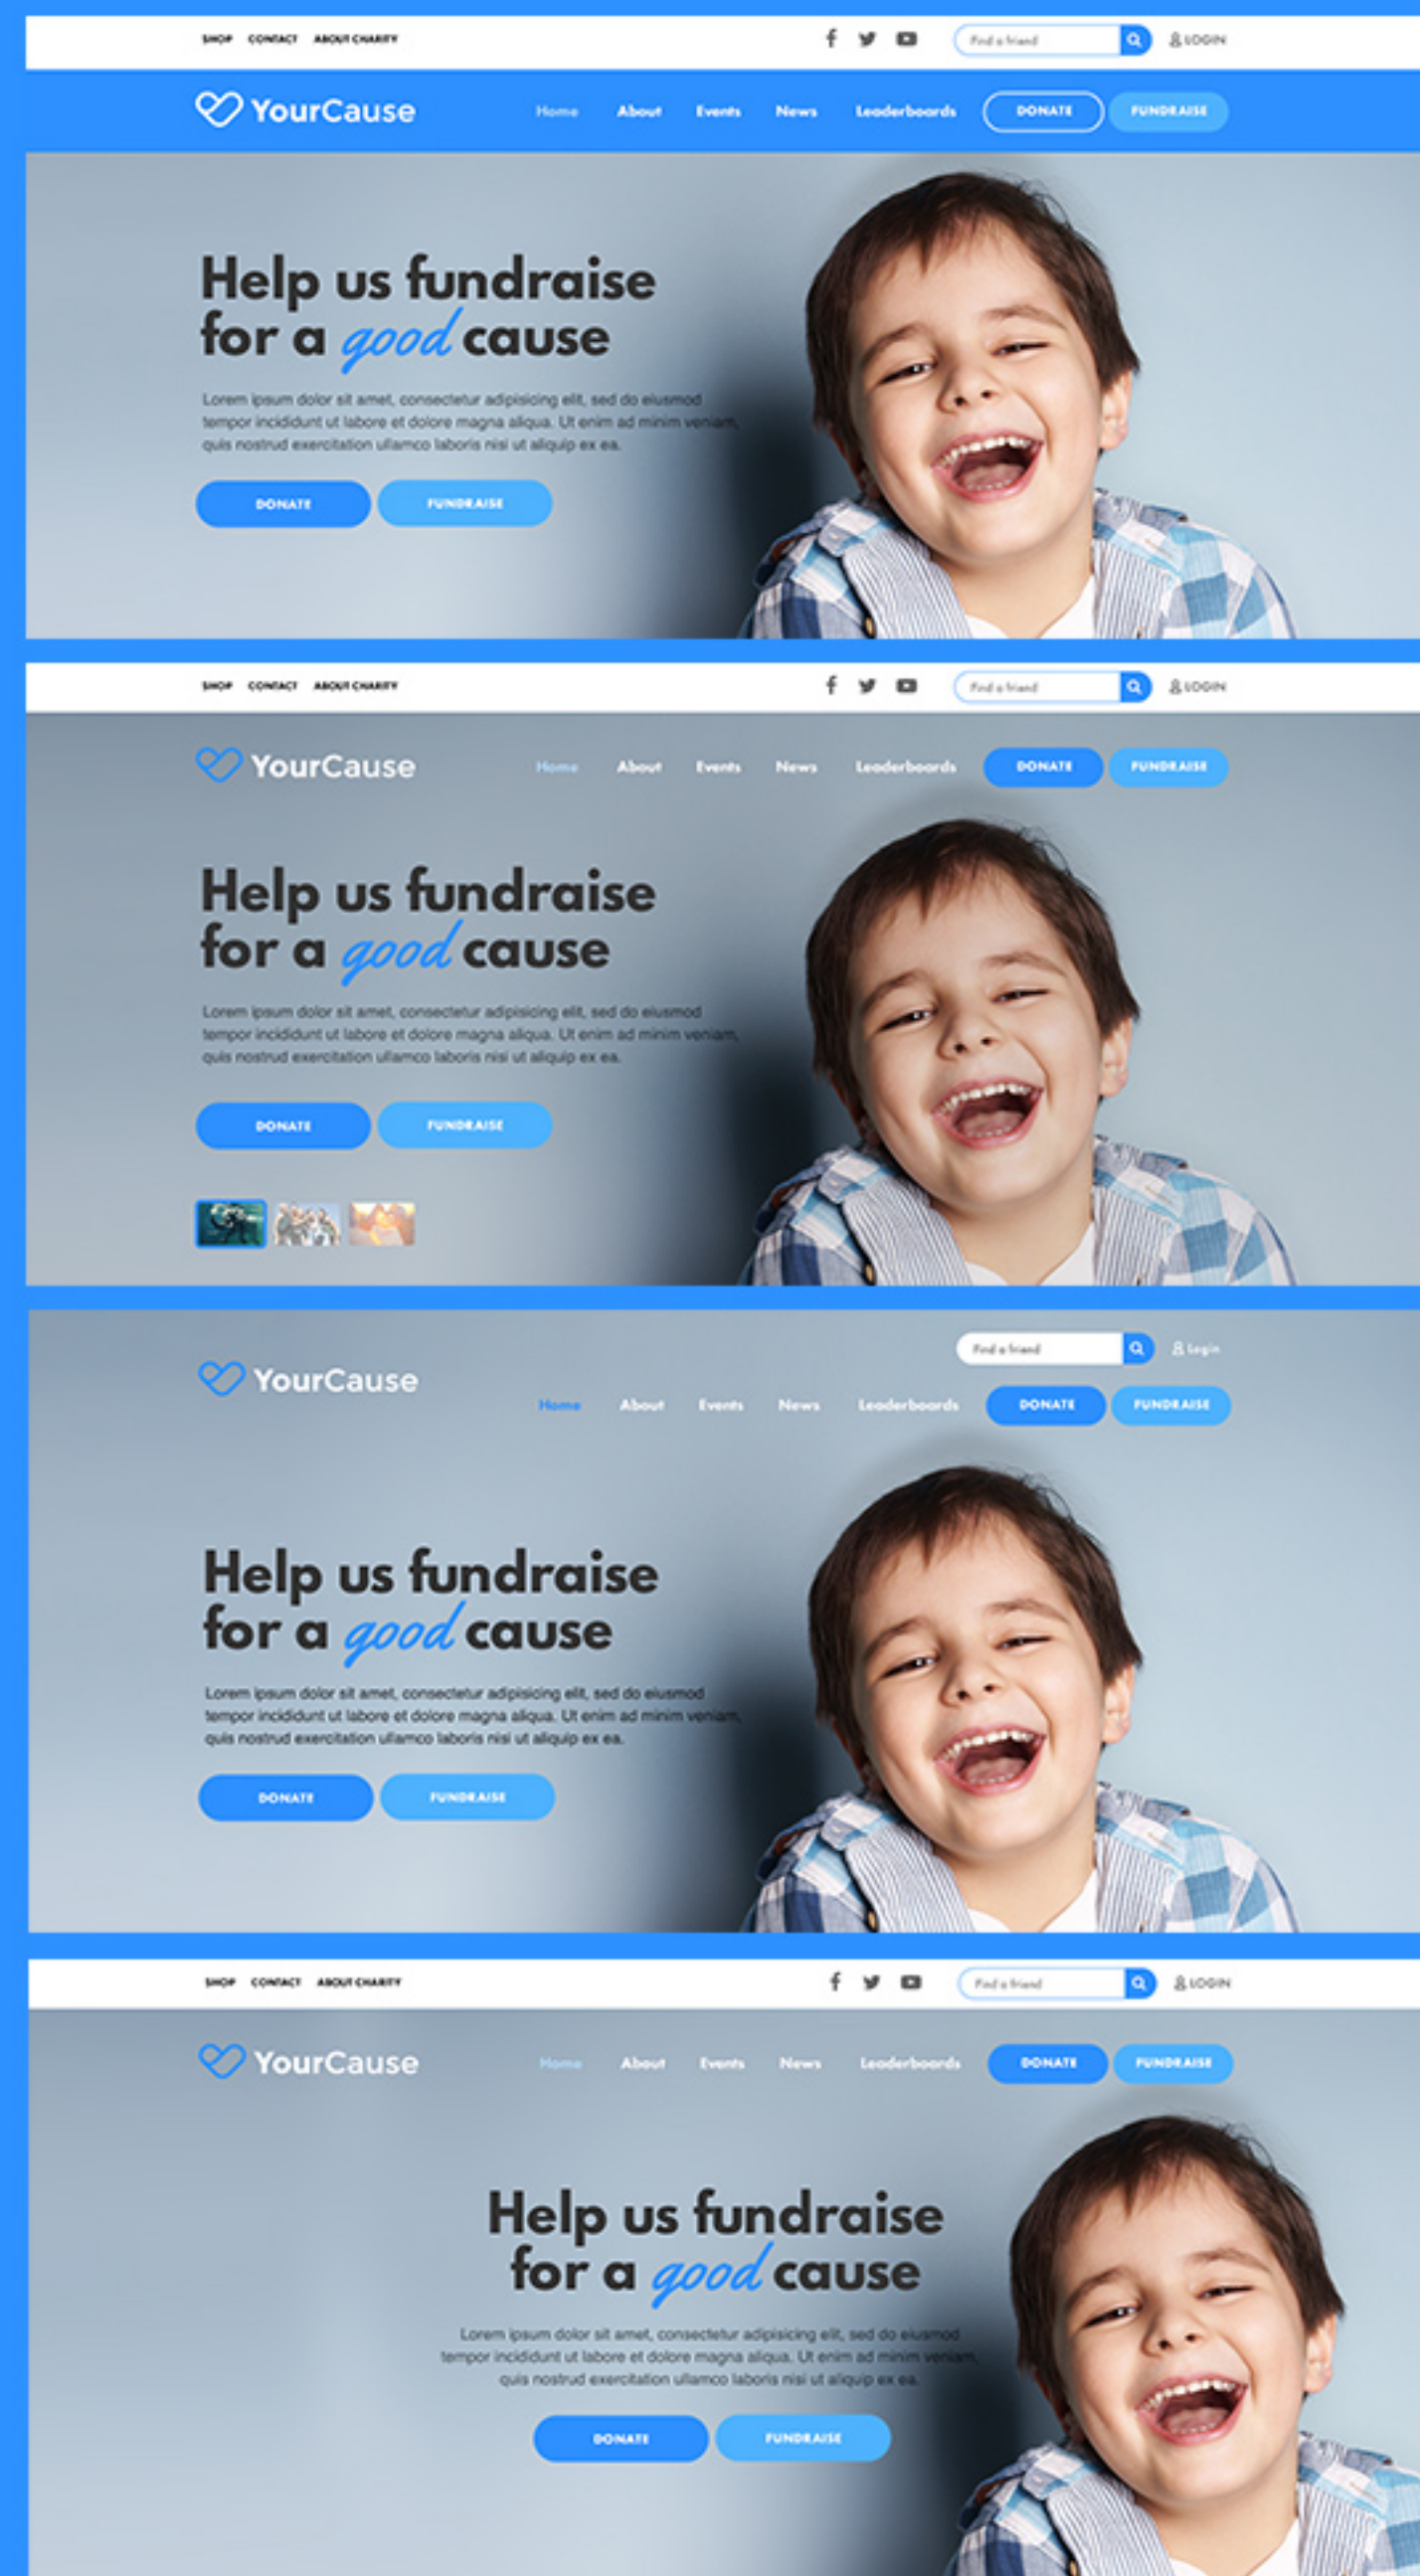 SHOP CONTACT ABOUT CHARITY Find a friend LOGIN
YourCause Home About Events News Leaderboards DONATE FUNDRAISE
Help us fundraise
for a good cause
Lorem ipsum dolor sit amet, consectetur adipisicing elit, sed do eiusmod
tempor incididunt ut labore et dolore magna aliqua. Ut enim ad minim veniam,
quis nostrud exercitation ullamco laboris nisi ut aliquip ex ea.
DONATE FUNDRAISE
SHOP CONTACT ABOUT CHARITY Find a friend LOGIN
YourCause Home About Events News Leaderboards DONATE FUNDRAISE
Help us fundraise
for a good cause
Lorem ipsum dolor sit amet, consectetur adipisicing elit, sed do eiusmod
tempor incididunt ut labore et dolore magna aliqua. Ut enim ad minim veniam,
quis nostrud exercitation ullamco laboris nisi ut aliquip ex ea.
DONATE FUNDRAISE
Find a friend Login
YourCause
Home About Events News Leaderboards DONATE FUNDRAISE
Help us fundraise
for a good cause
Lorem ipsum dolor sit amet, consectetur adipisicing elit, sed do eiusmod
tempor incididunt ut labore et dolore magna aliqua. Ut enim ad minim veniam,
quis nostrud exercitation ullamco laboris nisi ut aliquip ex ea.
DONATE FUNDRAISE
SHOP CONTACT ABOUT CHARITY Find a friend LOGIN
YourCause Home About Events News Leaderboards DONATE FUNDRAISE
Help us fundraise
for a good cause
Lorem ipsum dolor sit amet, consectetur adipisicing elit, sed do eiusmod
tempor incididunt ut labore et dolore magna aliqua. Ut enim ad minim veniam,
quis nostrud exercitation ullamco laboris nisi ut aliquip ex ea.
DONATE FUNDRAISE